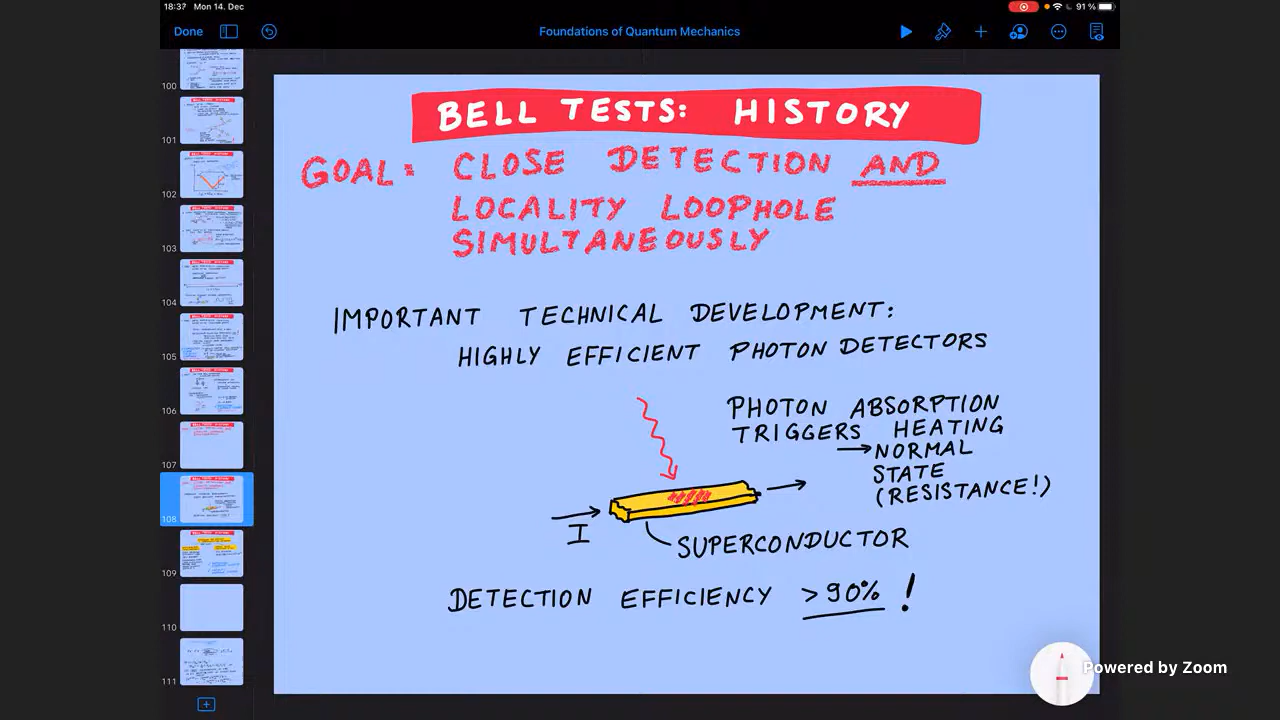 18:37 Mon 14. Dec
91 %
Done
Foundations of Quantum Mechanics
100
101
102
103
104
105
106
107
108
109
110
111
BELL TESTS: HISTORY
GOAL: CLOSE DETECTION AND
LOCALITY LOOPHOLE
SIMULTANEOUSLY
IMPORTANT TECHNICAL DEVELOPMENT:
HIGHLY EFFICIENT PHOTON DETECTORS
PHOTON ABSORPTION
TRIGGERS HEATING
→ NORMAL
STATE
(RESISTANCE!)
I
SUPERCONDUCTOR
DETECTION EFFICIENCY >90% !
Powered by Zoom